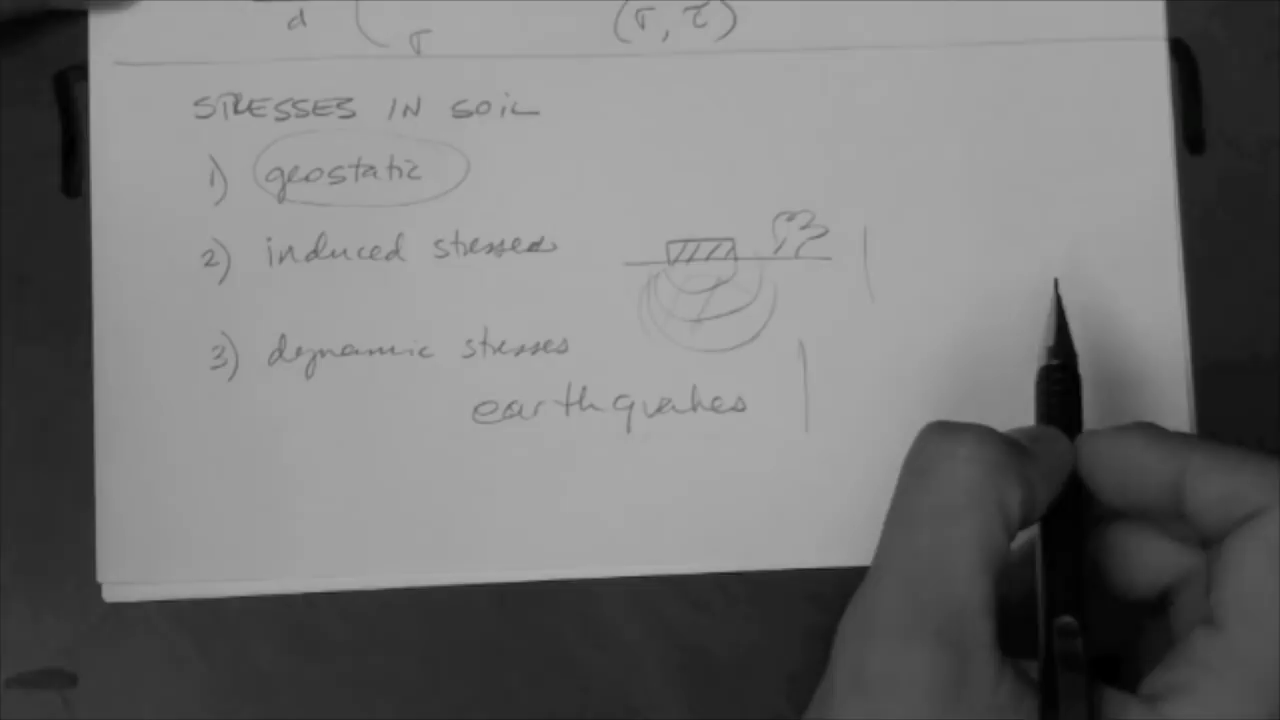 d
σ
(σ, τ)
STRESSES IN SOIL
1) geostatic
2) induced stresses
3) dynamic stresses
earthquakes